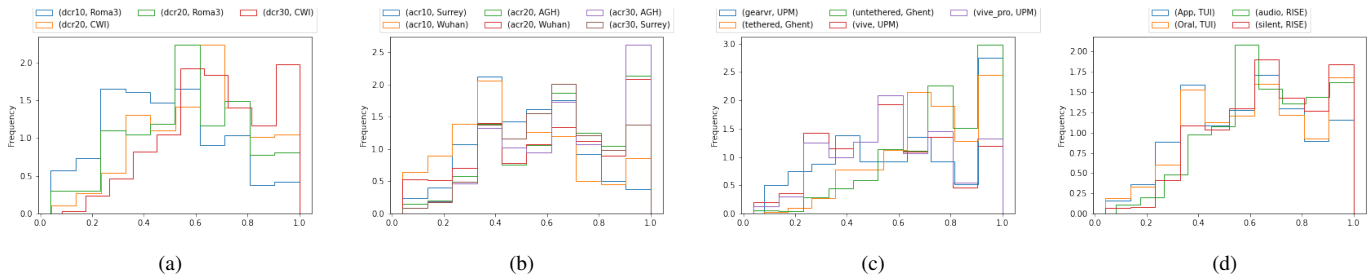 (dcr10, Roma3) (dcr20, Roma3) (dcr30, CWI)
(dcr20, CWI)
Frequency
2.0
1.5
1.0
0.5
0.0
0.0 0.2 0.4 0.6 0.8 1.0
(a)
(acr10, Surrey) (acr20, AGH) (acr30, AGH)
(acr10, Wuhan) (acr20, Wuhan) (acr30, Surrey)
Frequency
2.5
2.0
1.5
1.0
0.5
0.0
0.0 0.2 0.4 0.6 0.8 1.0
(b)
(gearvr, UPM) (untethered, Ghent) (vive_pro, UPM)
(tethered, Ghent) (vive, UPM)
Frequency
3.0
2.5
2.0
1.5
1.0
0.5
0.0
0.0 0.2 0.4 0.6 0.8 1.0
(c)
(App, TUI) (audio, RISE)
(Oral, TUI) (silent, RISE)
Frequency
2.00
1.75
1.50
1.25
1.00
0.75
0.50
0.25
0.00
0.0 0.2 0.4 0.6 0.8 1.0
(d)